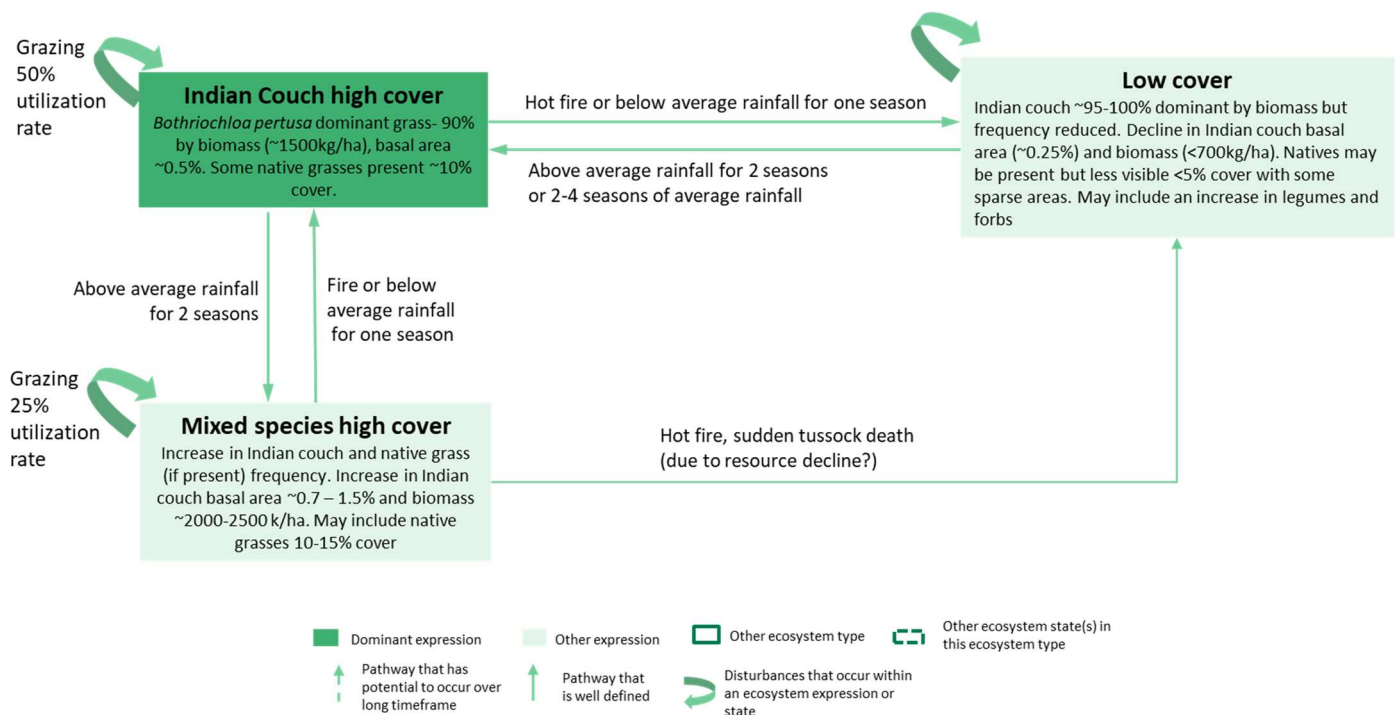 Grazing
50%
utilization
rate
Indian Couch high cover
Bothriochloa pertusa dominant grass- 90%
by biomass (~1500kg/ha), basal area
~0.5%. Some native grasses present ~10%
cover.
Hot fire or below average rainfall for one season
Above average rainfall for 2 seasons
or 2-4 seasons of average rainfall
Low cover
Indian couch ~95-100% dominant by biomass but
frequency reduced. Decline in Indian couch basal
area (~0.25%) and biomass (<700kg/ha). Natives may
be present but less visible <5% cover with some
sparse areas. May include an increase in legumes and
forbs
Above average rainfall
for 2 seasons
Fire or below
average rainfall
for one season
Grazing
25%
utilization
rate
Mixed species high cover
Increase in Indian couch and native grass
(if present) frequency. Increase in Indian
couch basal area ~0.7 – 1.5% and biomass
~2000-2500 k/ha. May include native
grasses 10-15% cover
Hot fire, sudden tussock death
(due to resource decline?)
Dominant expression
Other expression
Other ecosystem type
Other ecosystem state(s) in
this ecosystem type
Pathway that has
potential to occur over
long timeframe
Pathway that
is well defined
Disturbances that occur within
an ecosystem expression or
state